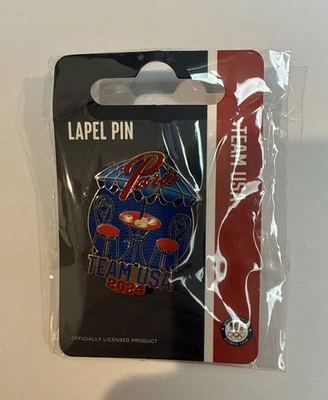 LAPEL PIN
TEAM USA
Paris
TEAM USA
2024
OFFICIALLY LICENSED PRODUCT